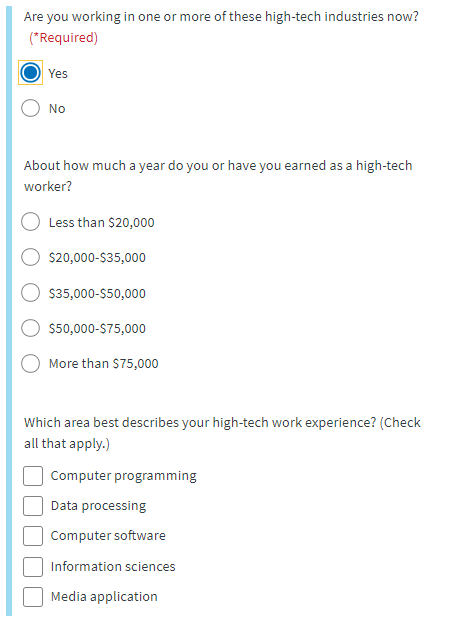 Are you working in one or more of these high-tech industries now?
(*Required)
Yes
No
About how much a year do you or have you earned as a high-tech
worker?
Less than $20,000
$20,000-$35,000
$35,000-$50,000
$50,000-$75,000
More than $75,000
Which area best describes your high-tech work experience? (Check
all that apply.)
Computer programming
Data processing
Computer software
Information sciences
Media application